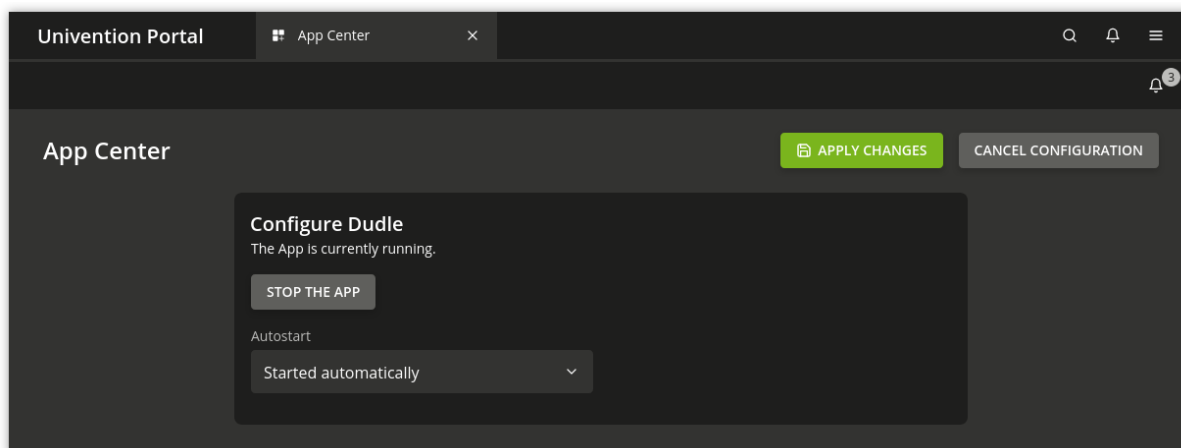 Univention Portal
App Center
3
App Center
APPLY CHANGES
CANCEL CONFIGURATION
Configure Dudle
The App is currently running.
STOP THE APP
Autostart
Started automatically